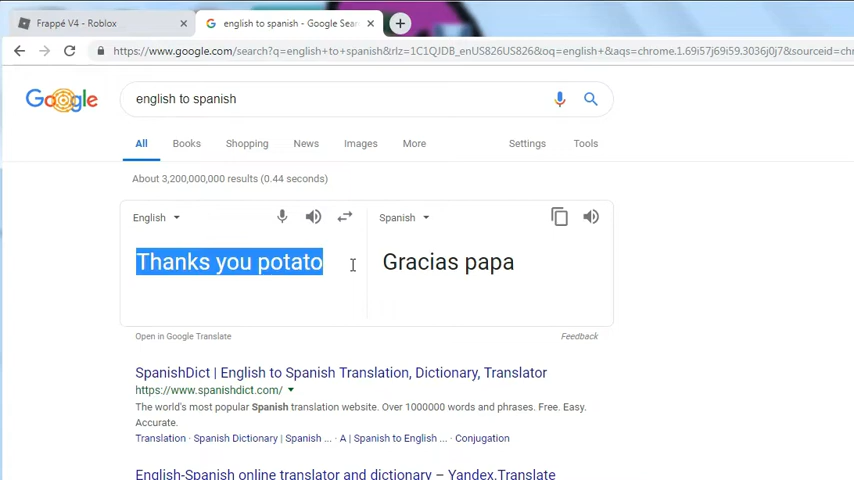 Frappé V4 - Roblox
english to spanish - Google Sear
https://www.google.com/search?q=english+to+spanish&rlz=1C1QJDB_enUS826US826&oq=english+&aqs=chrome.1.69i57j69i59.3036j0j7&sourceid=chr
Google
english to spanish
All Books Shopping News Images More Settings Tools
About 3,200,000,000 results (0.44 seconds)
English Spanish
Thanks you potato Gracias papa
Open in Google Translate Feedback
SpanishDict | English to Spanish Translation, Dictionary, Translator
https://www.spanishdict.com/
The world's most popular Spanish translation website. Over 1000000 words and phrases. Free. Easy.
Accurate.
Translation · Spanish Dictionary | Spanish ... · A | Spanish to English ... · Conjugation
English-Spanish online translator and dictionary – Yandex.Translate